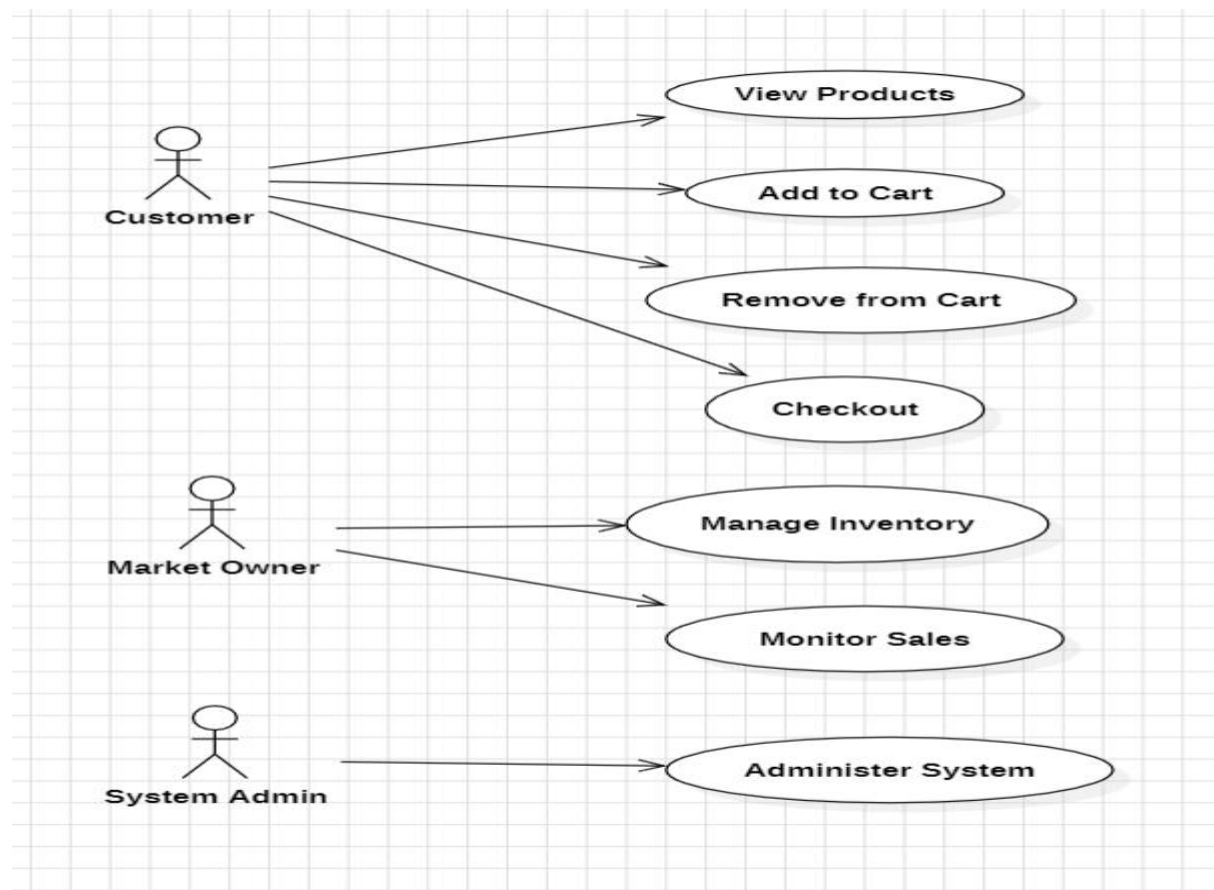 View Products
Add to Cart
Customer
Remove from Cart
Checkout
Manage Inventory
Market Owner
Monitor Sales
Administer System
System Admin